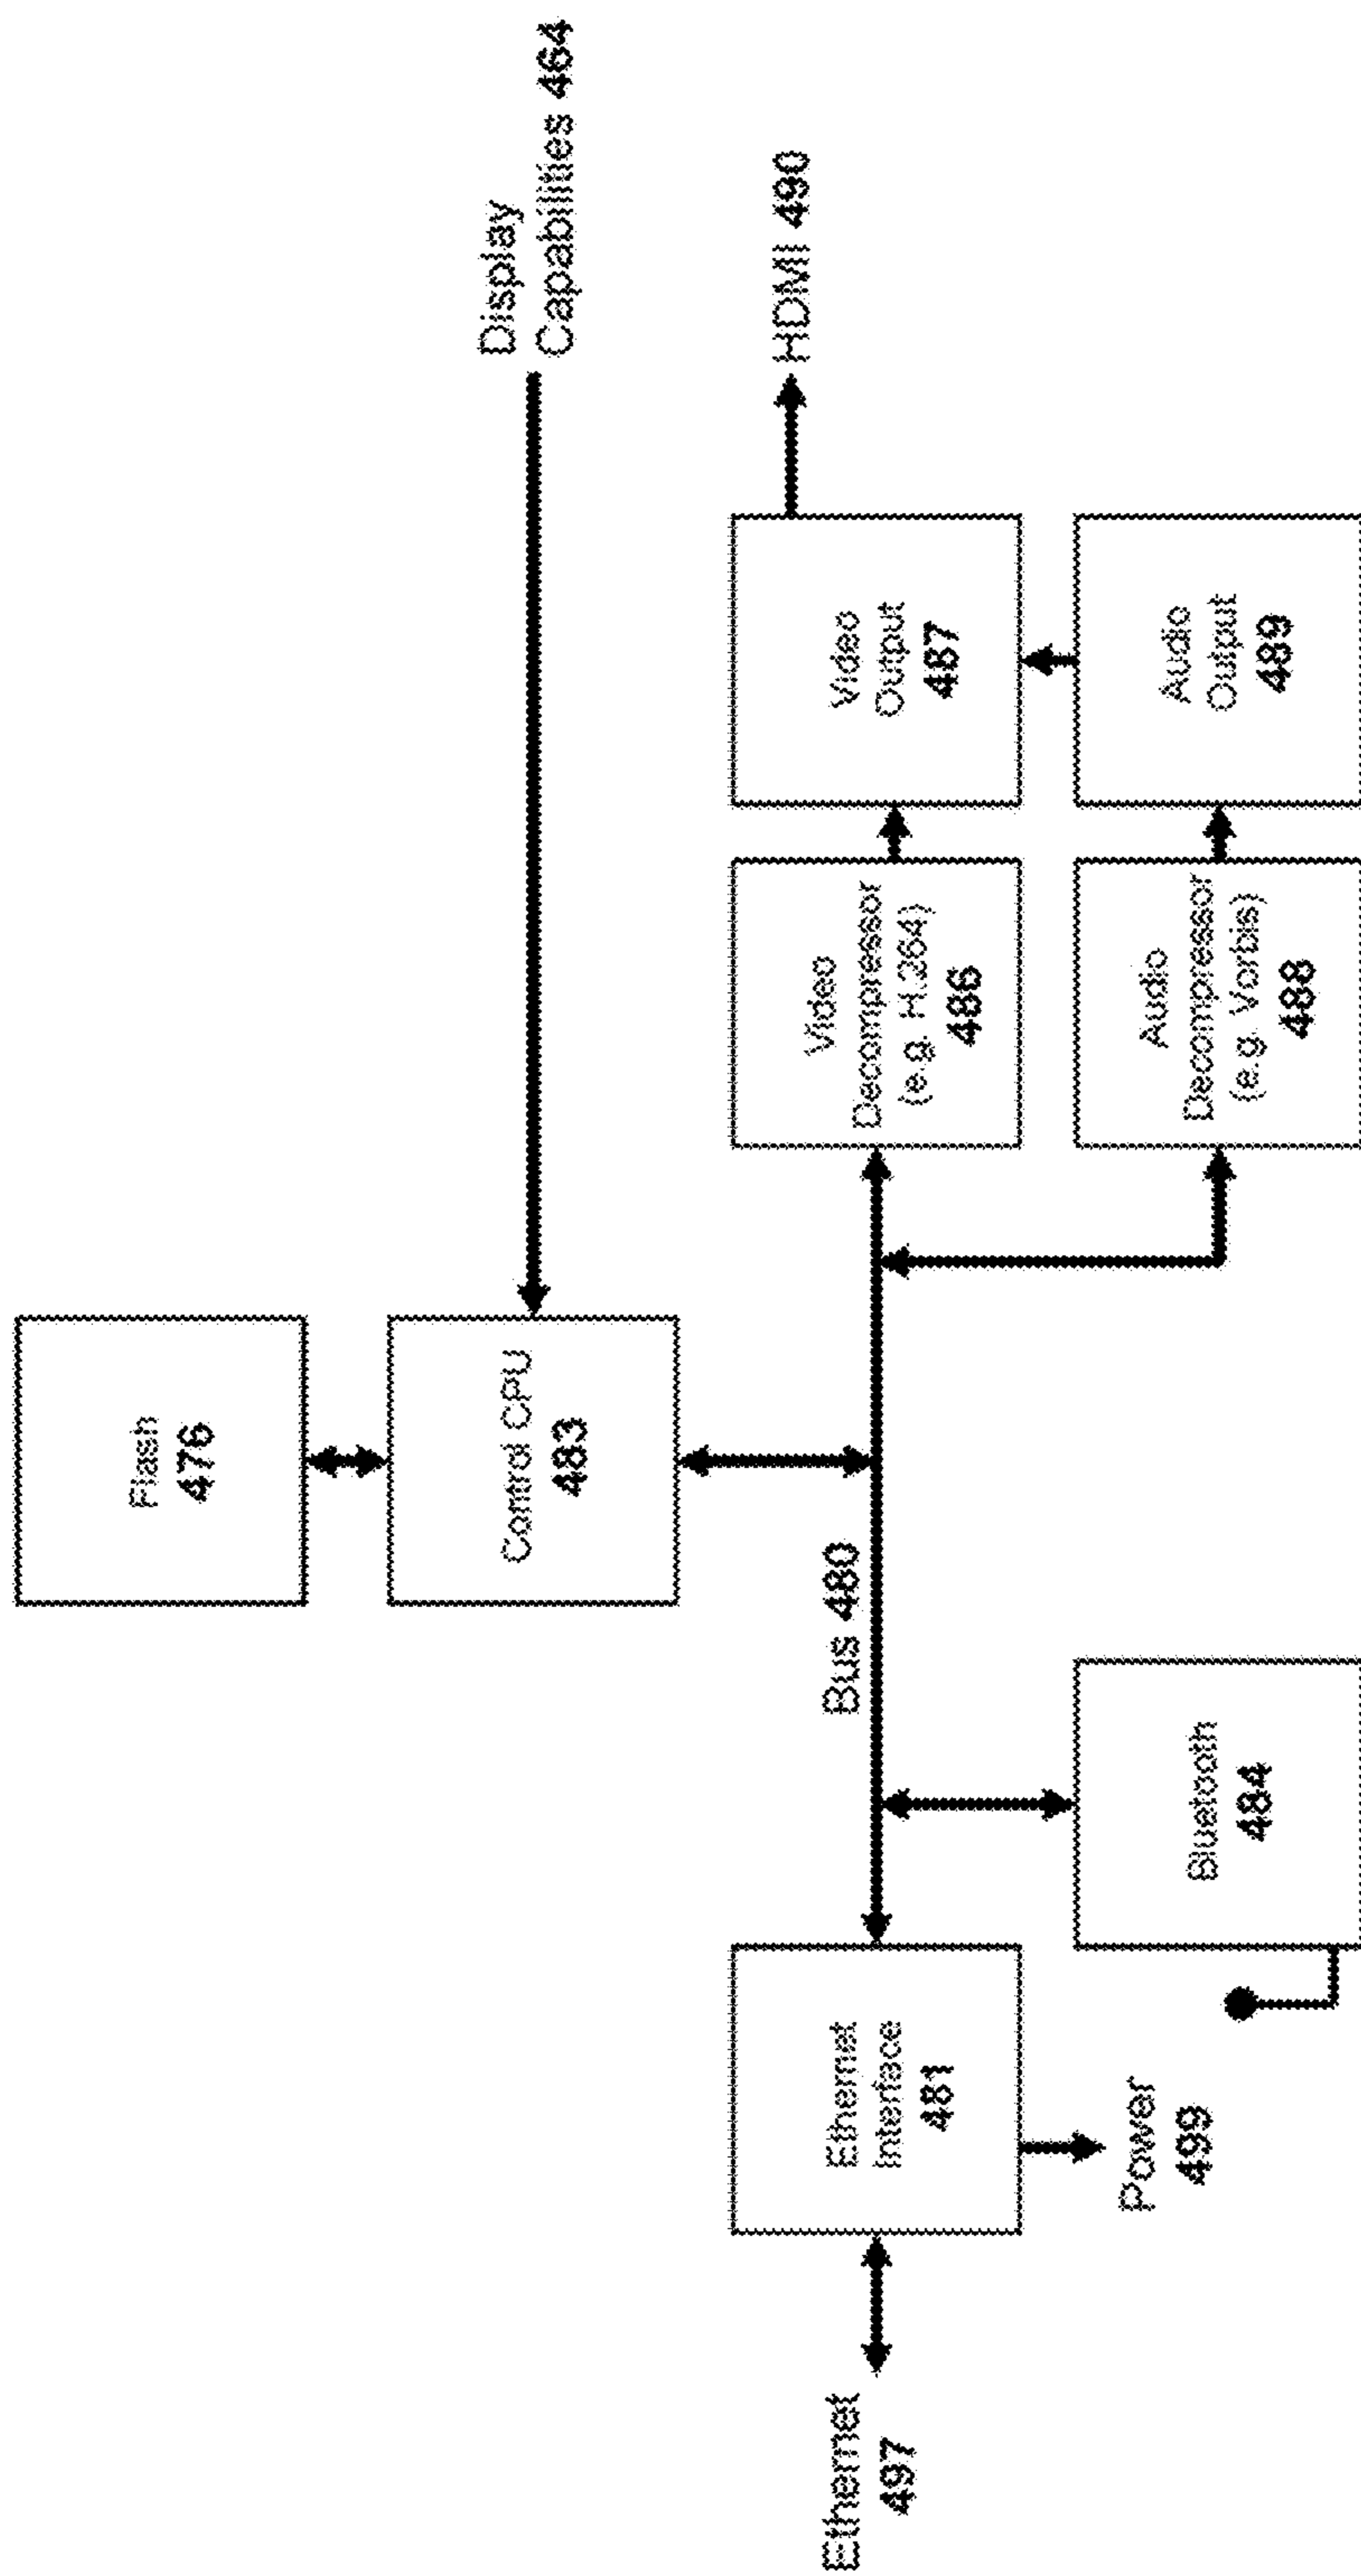 Flash
476
Display
Capabilities 464
Control CPU
483
HDMI 490
Bus 480
Ethernet
497
Ethernet
Interface
481
Video
Decompressor
(e.g. H.264)
486
Video
Output
487
Power
499
Bluetooth
484
Audio
Decompressor
(e.g. Vorbis)
488
Audio
Output
489